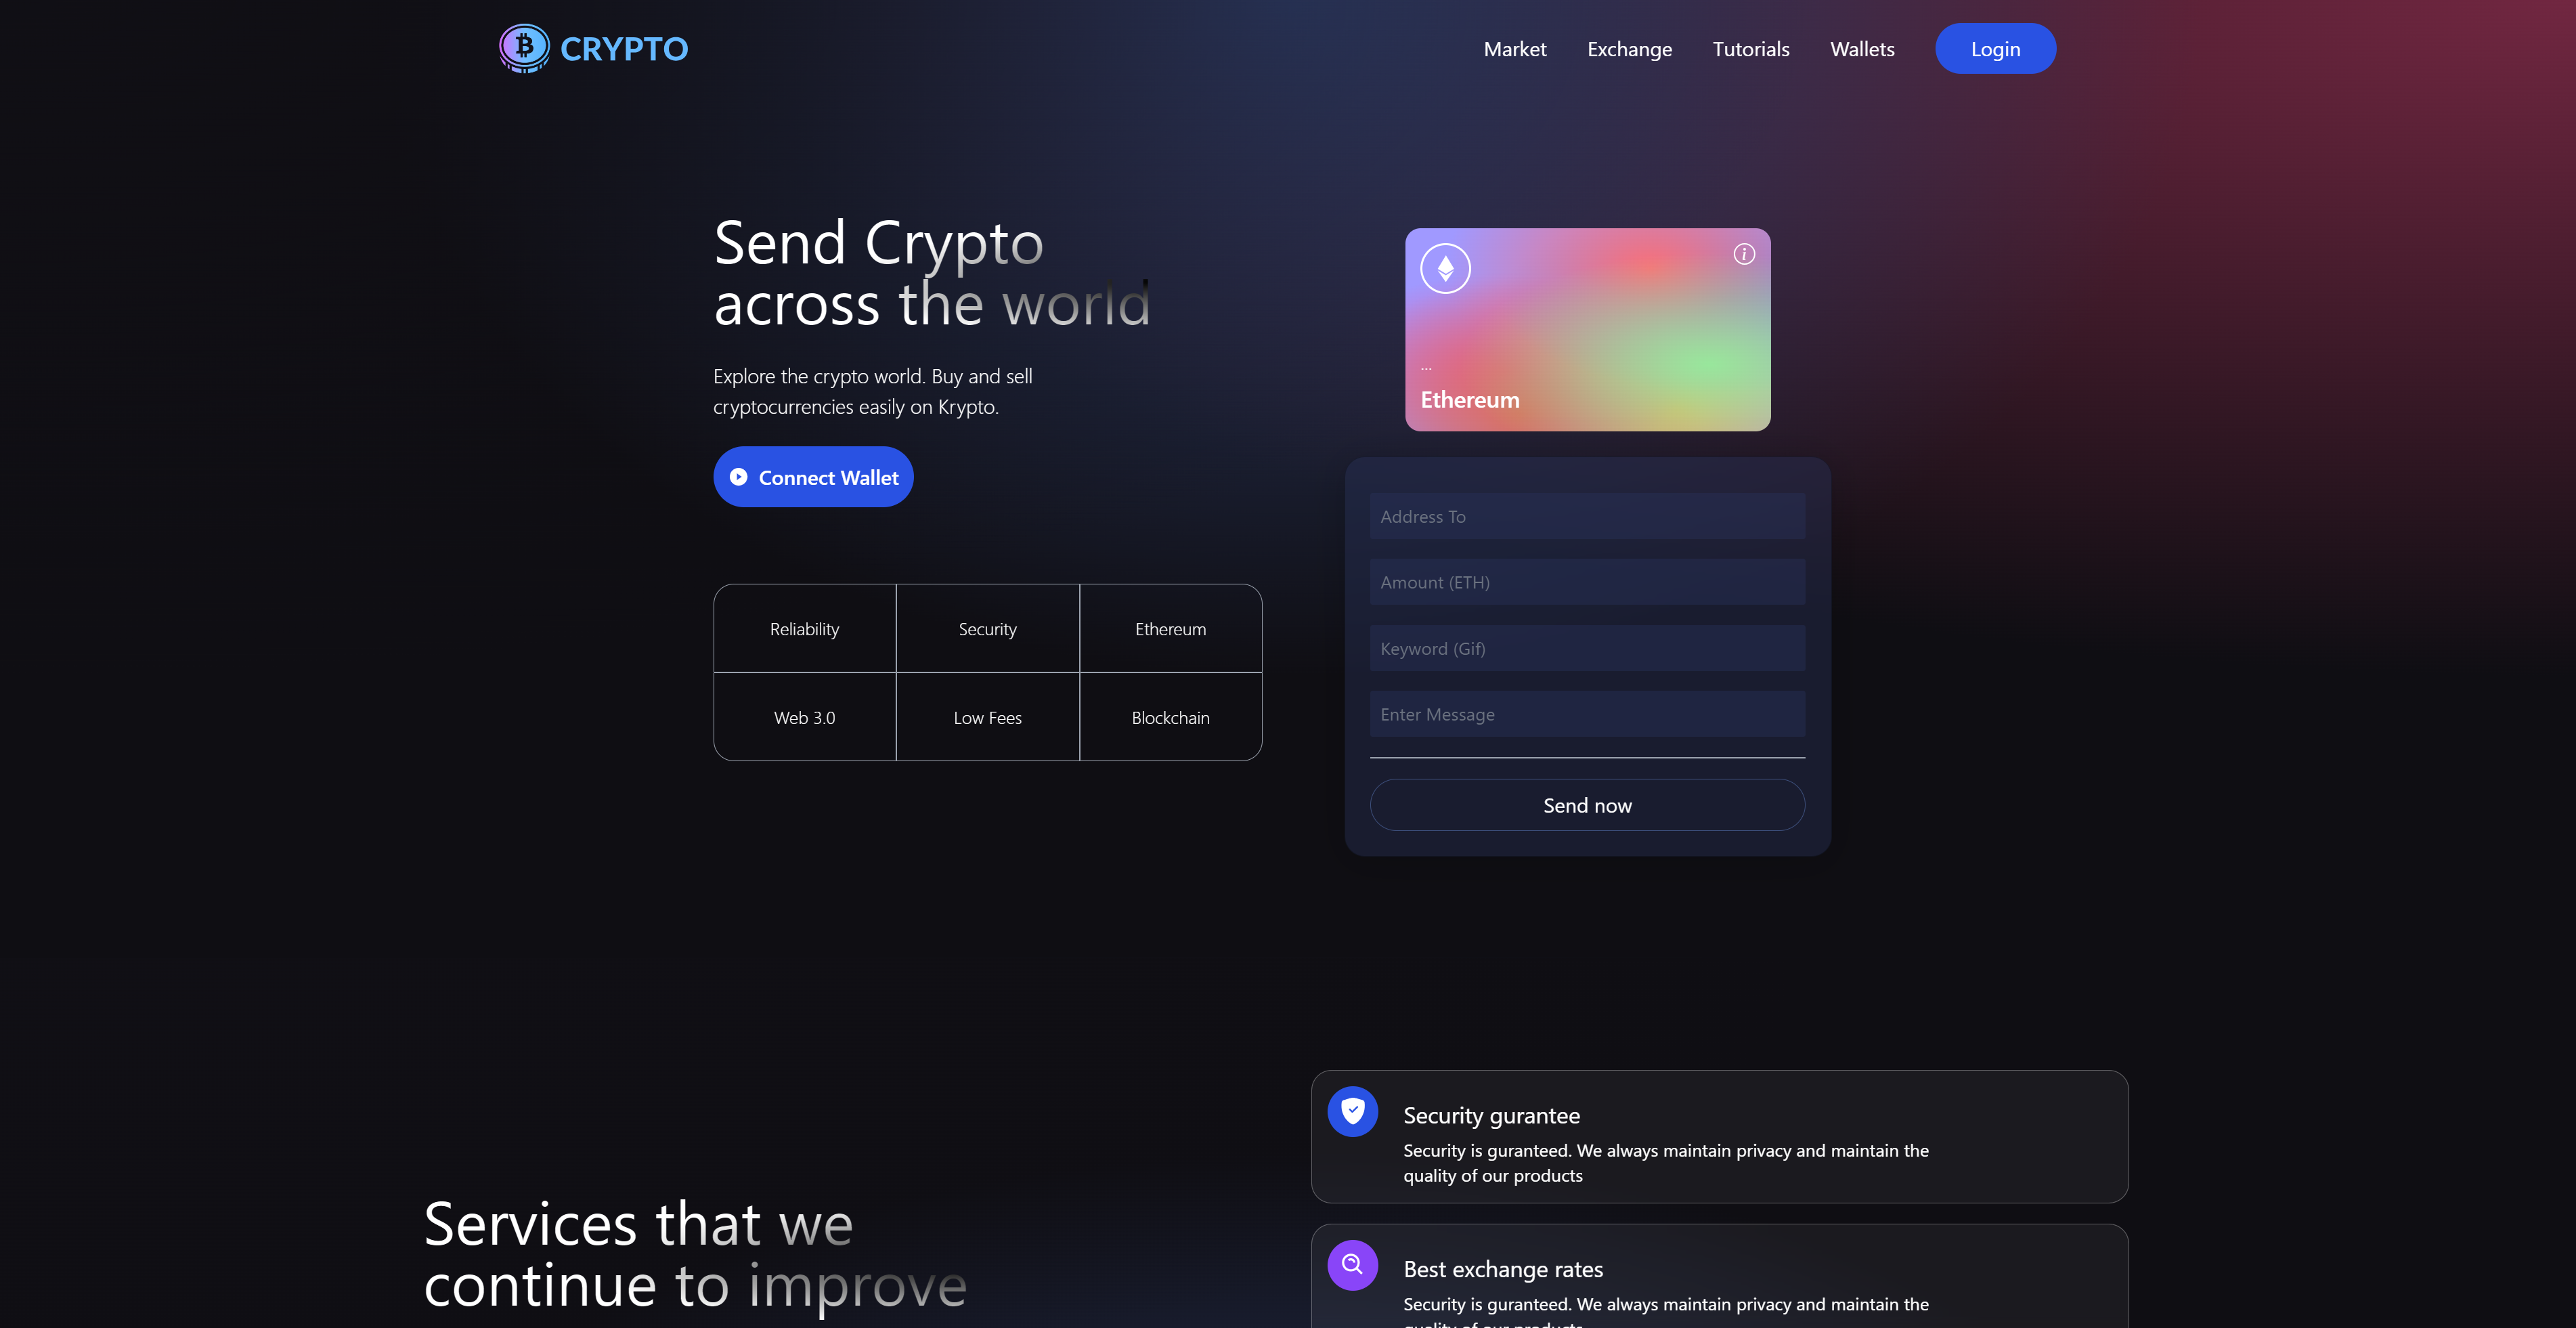 CRYPTO
Market
Exchange
Tutorials
Wallets
Login
Send Crypto
across the world
Explore the crypto world. Buy and sell
cryptocurrencies easily on Krypto.
Connect Wallet
Reliability
Security
Ethereum
Web 3.0
Low Fees
Blockchain
...
Ethereum
Address To
Amount (ETH)
Keyword (Gif)
Enter Message
Send now
Services that we
continue to improve
Security gurantee
Security is guranteed. We always maintain privacy and maintain the
quality of our products
Best exchange rates
Security is guranteed. We always maintain privacy and maintain the
quality of our products